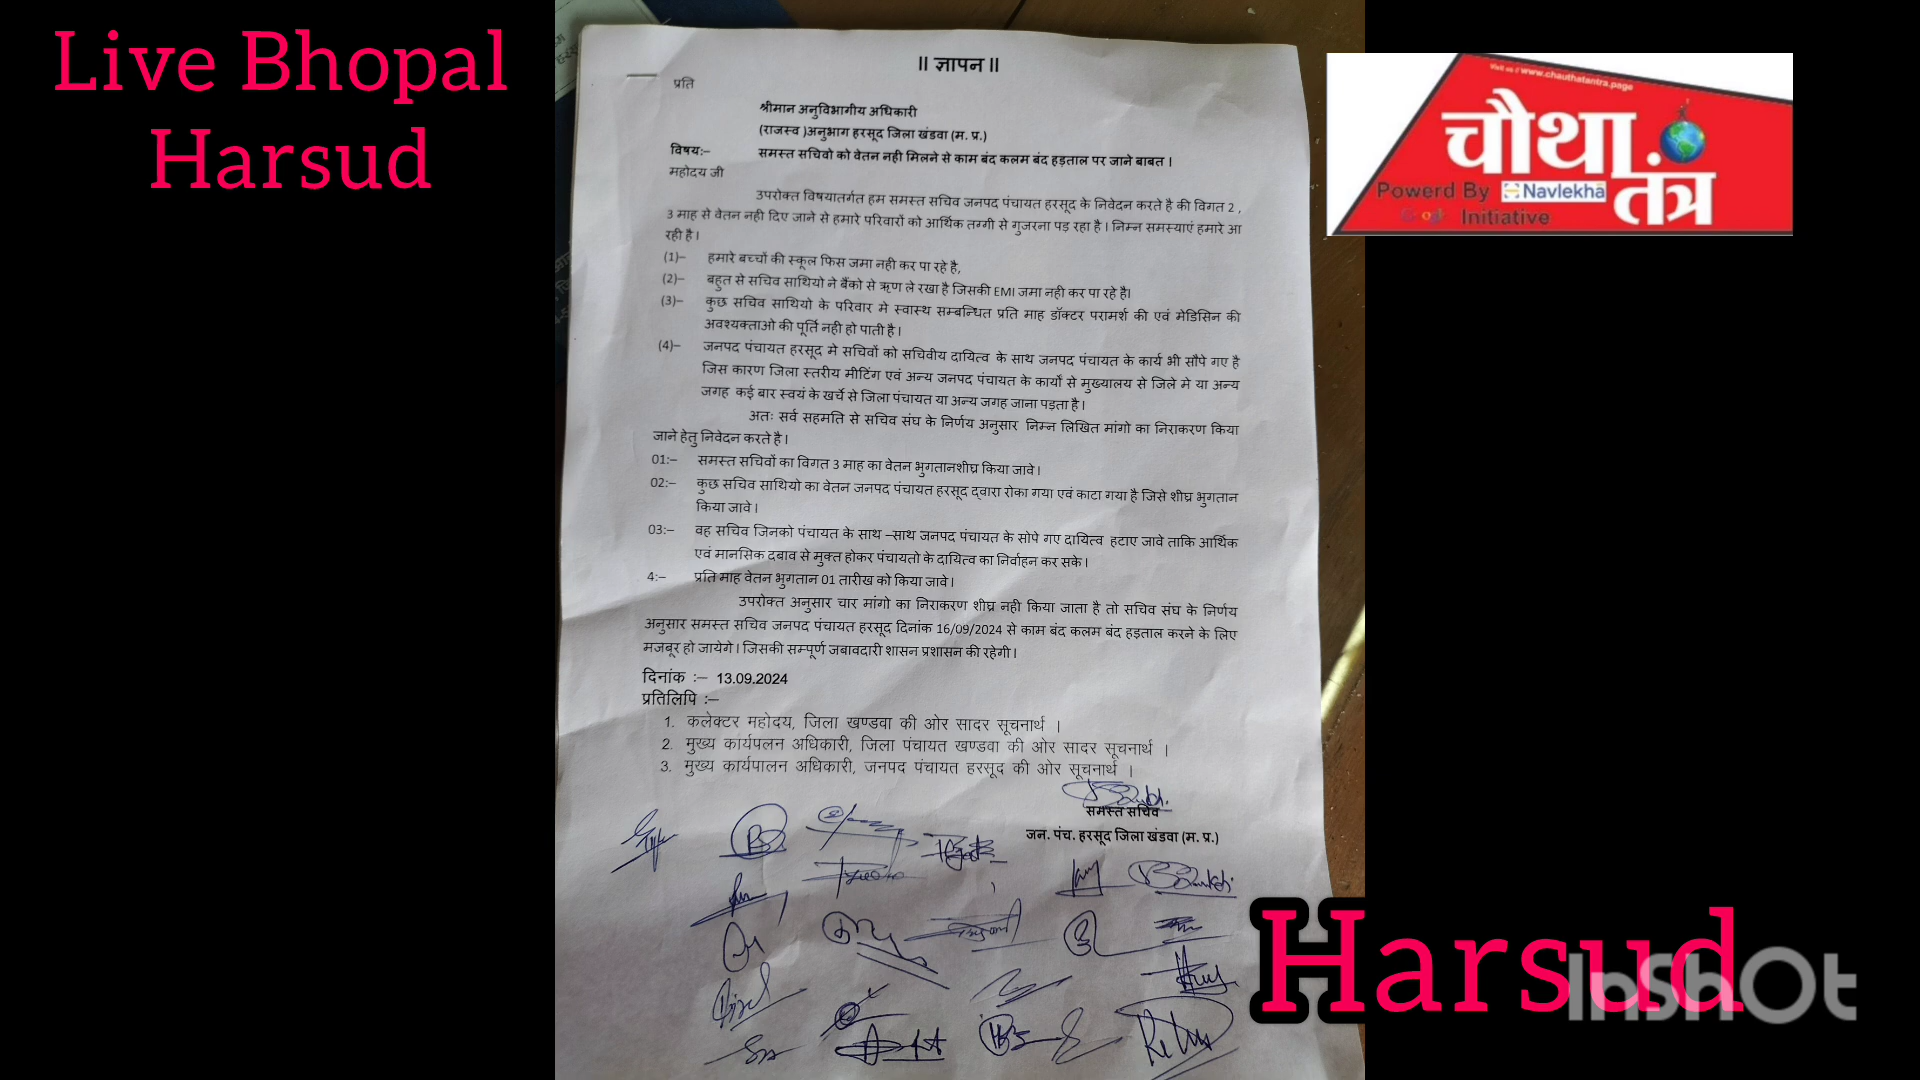 Live Bhopal
Harsud
Visit us // www.chauthatantra.page
चौथा
तंत्र
Powerd By Navlekha
Initiative
॥ ज्ञापन ॥
प्रति
श्रीमान अनुविभागीय अधिकारी
(राजस्व )अनुभाग हरसूद जिला खंडवा (म. प्र.)
विषय:– समस्त सचिवो को वेतन नही मिलने से काम बंद कलम बंद हड़ताल पर जाने बाबत ।
महोदय जी
उपरोक्त विषयातर्गत हम समस्त सचिव जनपद पंचायत हरसूद के निवेदन करते है की विगत 2 ,
3 माह से वेतन नही दिए जाने से हमारे परिवारों को आर्थिक तग्गी से गुजरना पड़ रहा है । निम्न समस्याएं हमारे आ
रही है ।
(1)– हमारे बच्चों की स्कूल फिस जमा नही कर पा रहे है,
(2)– बहुत से सचिव साथियो ने बैंको से ऋण ले रखा है जिसकी EMI जमा नही कर पा रहे है।
(3)– कुछ सचिव साथियो के परिवार मे स्वास्थ सम्बन्धित प्रति माह डॉक्टर परामर्श की एवं मेडिसिन की
अवश्यक्ताओ की पूर्ति नही हो पाती है ।
(4)– जनपद पंचायत हरसूद मे सचिवों को सचिवीय दायित्व के साथ जनपद पंचायत के कार्य भी सौपे गए है
जिस कारण जिला स्तरीय मीटिंग एवं अन्य जनपद पंचायत के कार्यो से मुख्यालय से जिले मे या अन्य
जगह कई बार स्वयं के खर्चे से जिला पंचायत या अन्य जगह जाना पड़ता है ।
अतः सर्व सहमति से सचिव संघ के निर्णय अनुसार निम्न लिखित मांगो का निराकरण किया
जाने हेतु निवेदन करते है ।
01:– समस्त सचिवों का विगत 3 माह का वेतन भुगतानशीघ्र किया जावे ।
02:– कुछ सचिव साथियो का वेतन जनपद पंचायत हरसूद द्वारा रोका गया एवं काटा गया है जिसे शीघ्र भुगतान
किया जावे ।
03:– वह सचिव जिनको पंचायत के साथ –साथ जनपद पंचायत के सोपे गए दायित्व हटाए जावे ताकि आर्थिक
एवं मानसिक दबाव से मुक्त होकर पंचायतो के दायित्व का निर्वाहन कर सके ।
4:– प्रति माह वेतन भुगतान 01 तारीख को किया जावे ।
उपरोक्त अनुसार चार मांगो का निराकरण शीघ्र नही किया जाता है तो सचिव संघ के निर्णय
अनुसार समस्त सचिव जनपद पंचायत हरसूद दिनांक 16/09/2024 से काम बंद कलम बंद हड़ताल करने के लिए
मजबूर हो जायेगे । जिसकी सम्पूर्ण जबावदारी शासन प्रशासन की रहेगी ।
दिनांक :– 13.09.2024
प्रतिलिपि :–
1. कलेक्टर महोदय, जिला खण्डवा की ओर सादर सूचनार्थ ।
2. मुख्य कार्यपलन अधिकारी, जिला पंचायत खण्डवा की ओर सादर सूचनार्थ ।
3. मुख्य कार्यपालन अधिकारी, जनपद पंचायत हरसूद की ओर सूचनार्थ ।
समस्त सचिव
जन. पंच. हरसूद जिला खंडवा (म. प्र.)
Harsud
InShOt